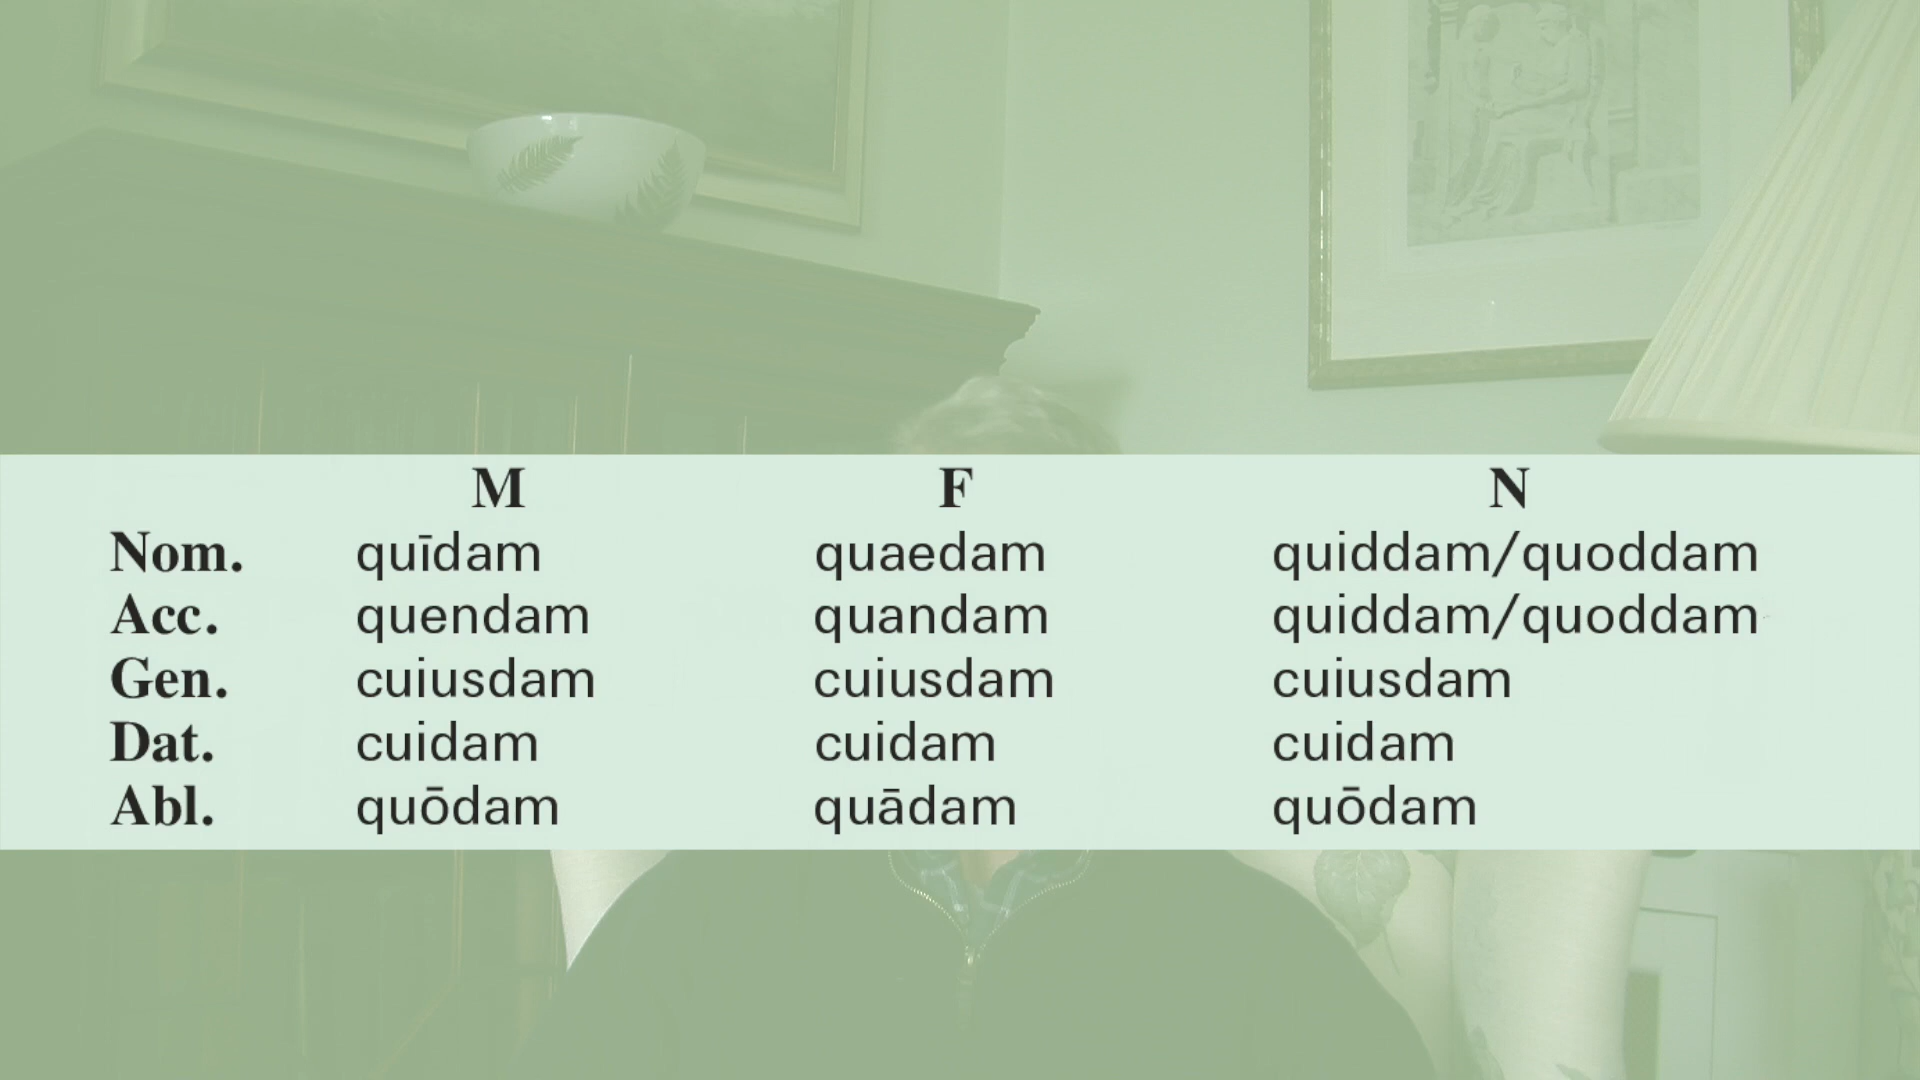 M F N
Nom. quīdam quaedam quiddam/quoddam
Acc. quendam quandam quiddam/quoddam
Gen. cuiusdam cuiusdam cuiusdam
Dat. cuidam cuidam cuidam
Abl. quōdam quādam quōdam